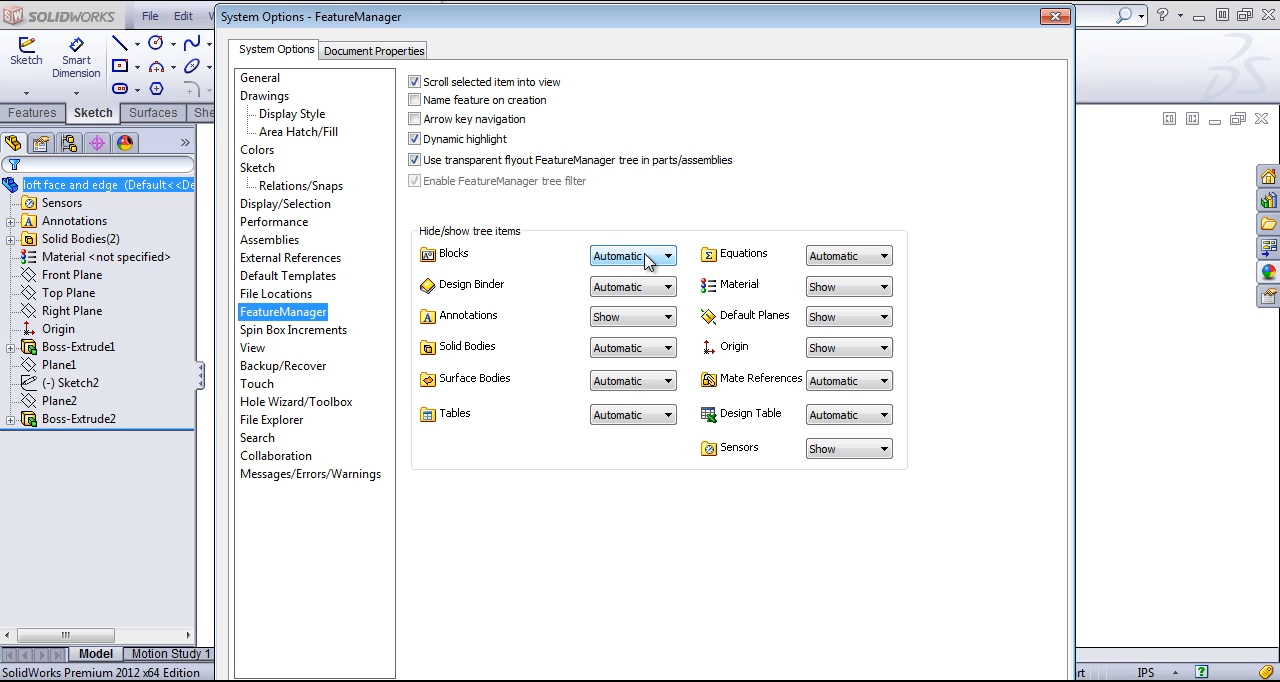 SOLIDWORKS
File
Edit
System Options - FeatureManager
Sketch
Smart Dimension
Features
Sketch
Surfaces
She
loft face and edge (Default<<De
Sensors
Annotations
Solid Bodies(2)
Material <not specified>
Front Plane
Top Plane
Right Plane
Origin
Boss-Extrude1
Plane1
(-) Sketch2
Plane2
Boss-Extrude2
Model
Motion Study 1
SolidWorks Premium 2012 x64 Edition
System Options
Document Properties
General
Drawings
Display Style
Area Hatch/Fill
Colors
Sketch
Relations/Snaps
Display/Selection
Performance
Assemblies
External References
Default Templates
File Locations
FeatureManager
Spin Box Increments
View
Backup/Recover
Touch
Hole Wizard/Toolbox
File Explorer
Search
Collaboration
Messages/Errors/Warnings
Scroll selected item into view
Name feature on creation
Arrow key navigation
Dynamic highlight
Use transparent flyout FeatureManager tree in parts/assemblies
Enable FeatureManager tree filter
Hide/show tree items
Blocks Automatic Equations Automatic
Design Binder Automatic Material Show
Annotations Show Default Planes Show
Solid Bodies Automatic Origin Show
Surface Bodies Automatic Mate References Automatic
Tables Automatic Design Table Automatic
Sensors Show
rt
IPS